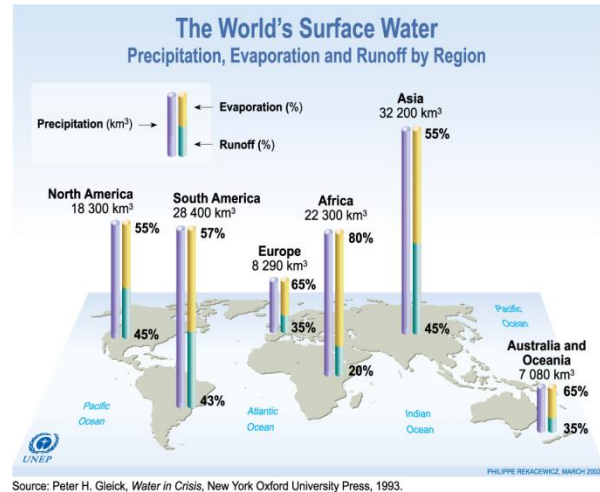 The World's Surface Water
Precipitation, Evaporation and Runoff by Region
Precipitation (km³)
Evaporation (%)
Runoff (%)
Asia
32 200 km³
55%
45%
North America
18 300 km³
55%
45%
South America
28 400 km³
57%
43%
Europe
8 290 km³
65%
35%
Africa
22 300 km³
80%
20%
Australia and
Oceania
7 080 km³
65%
35%
Pacific
Ocean
Pacific
Ocean
Atlantic
Ocean
Indian
Ocean
UNEP
PHILIPPE REKACEWICZ, MARCH 2002
Source: Peter H. Gleick, Water in Crisis, New York Oxford University Press, 1993.